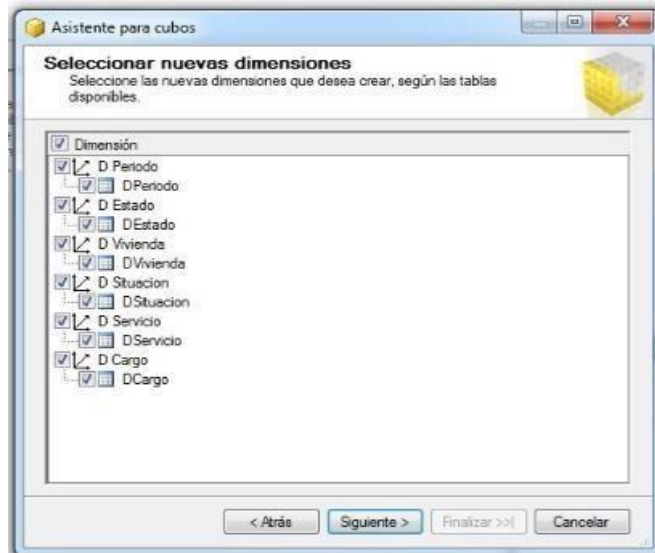 Asistente para cubos
Seleccionar nuevas dimensiones
Seleccione las nuevas dimensiones que desea crear, según las tablas
disponibles.
Dimensión
D Periodo
DPeriodo
D Estado
DEstado
D Vivienda
DVivienda
D Situacion
DSituacion
D Servicio
DServicio
D Cargo
DCargo
< Atrás Siguiente > Finalizar >>| Cancelar